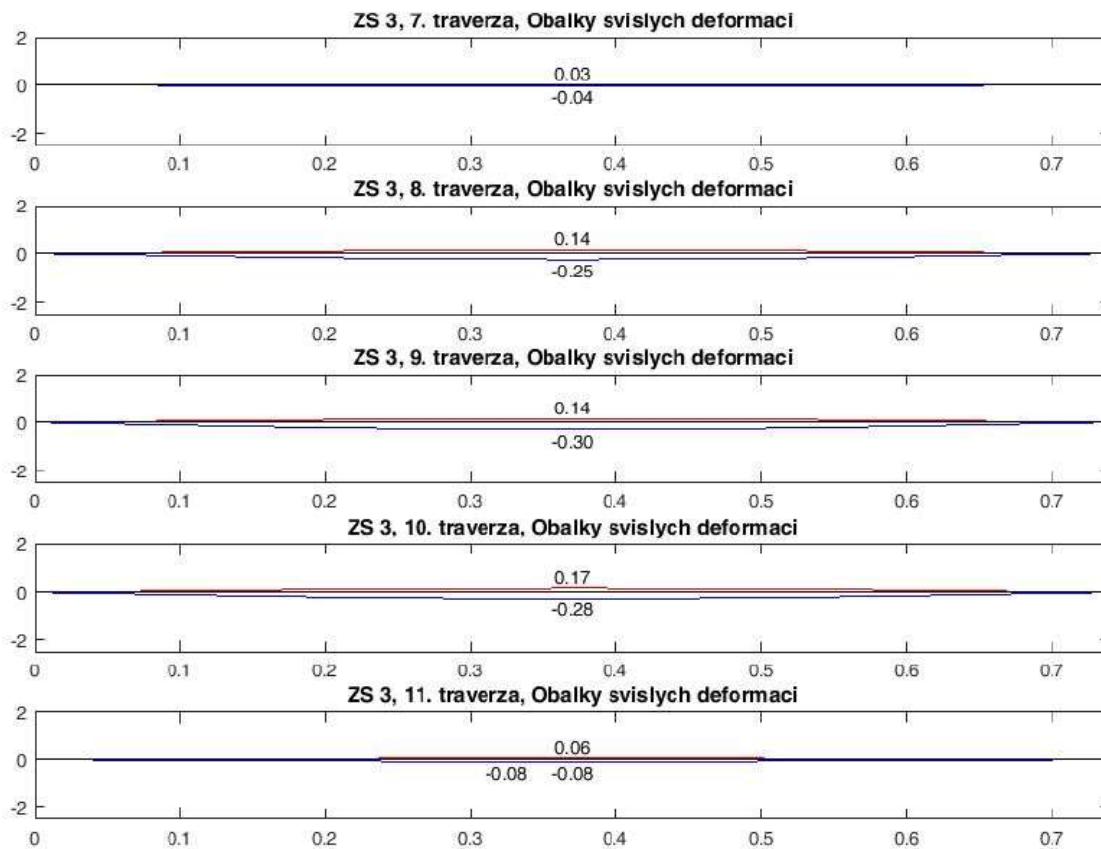 ZS 3, 7. traverza, Obalky svislych deformaci
2
0.03
0
-0.04
-2
0 0.1 0.2 0.3 0.4 0.5 0.6 0.7
ZS 3, 8. traverza, Obalky svislych deformaci
2
0.14
0
-0.25
-2
0 0.1 0.2 0.3 0.4 0.5 0.6 0.7
ZS 3, 9. traverza, Obalky svislych deformaci
2
0.14
0
-0.30
-2
0 0.1 0.2 0.3 0.4 0.5 0.6 0.7
ZS 3, 10. traverza, Obalky svislych deformaci
2
0.17
0
-0.28
-2
0 0.1 0.2 0.3 0.4 0.5 0.6 0.7
ZS 3, 11. traverza, Obalky svislych deformaci
2
0.06
0
-0.08 -0.08
-2
0 0.1 0.2 0.3 0.4 0.5 0.6 0.7